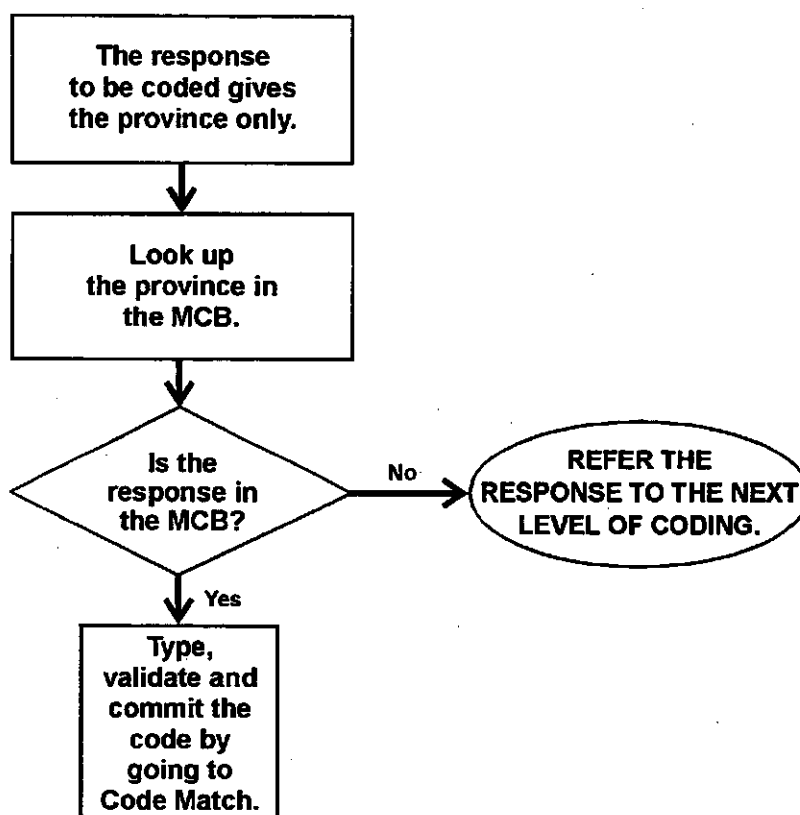 The response
to be coded gives
the province only.
Look up
the province in
the MCB.
Is the
response in
the MCB?
No
REFER THE
RESPONSE TO THE NEXT
LEVEL OF CODING.
Yes
Type,
validate and
commit the
code by
going to
Code Match.